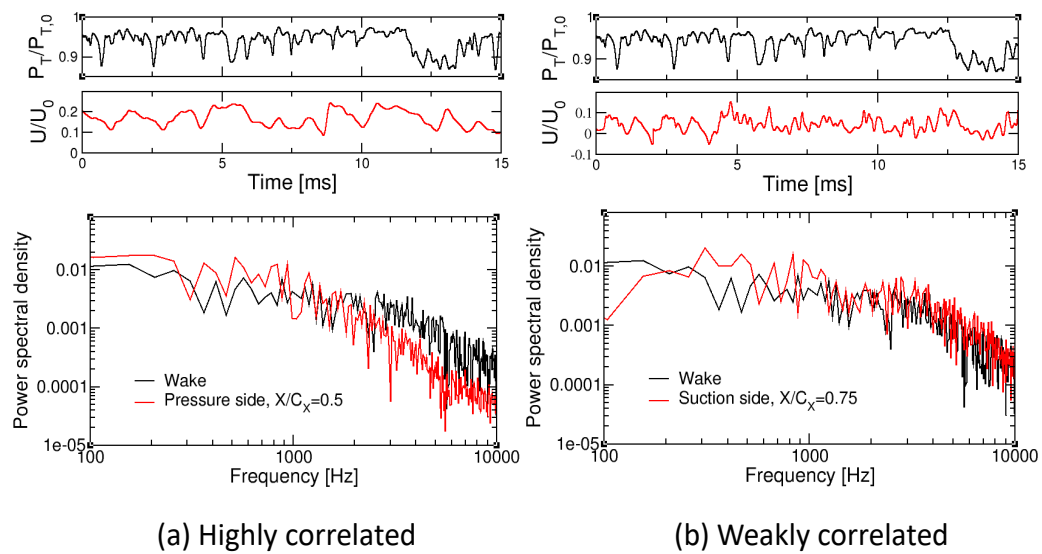 P_T/P_T,0
1
0.9
U/U_0
0.2
0.1
0
0 5 10 15
Time [ms]
Power spectral density
0.01
0.001
0.0001
1e-05
Wake
Pressure side, X/C_X=0.5
100 1000 10000
Frequency [Hz]
(a) Highly correlated
P_T/P_T,0
1
0.9
U/U_0
0.1
0
-0.1
0 5 10 15
Time [ms]
Power spectral density
0.01
0.001
0.0001
1e-05
Wake
Suction side, X/C_X=0.75
100 1000 10000
Frequency [Hz]
(b) Weakly correlated